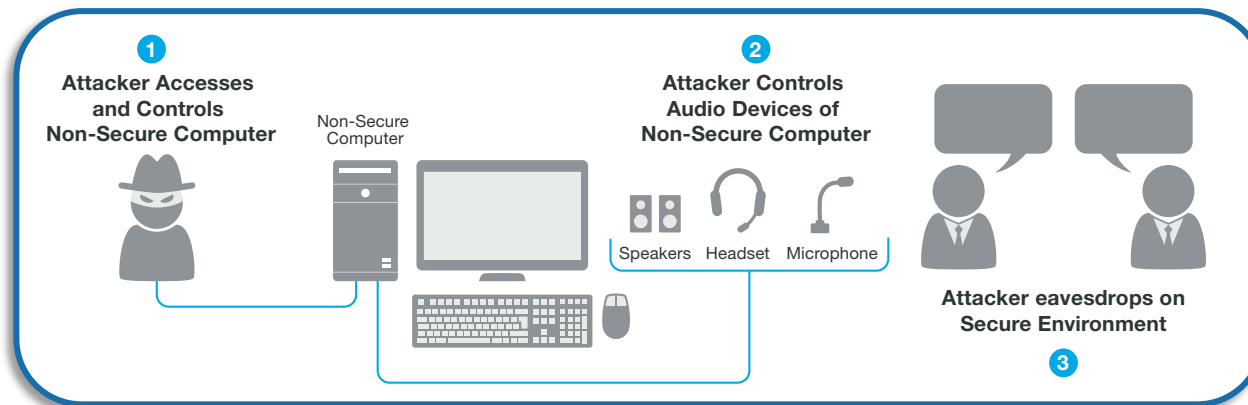 1
Attacker Accesses
and Controls
Non-Secure Computer
Non-Secure
Computer
2
Attacker Controls
Audio Devices of
Non-Secure Computer
Speakers
Headset
Microphone
Attacker eavesdrops on
Secure Environment
3